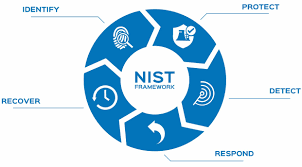 IDENTIFY
PROTECT
NIST
FRAMEWORK
DETECT
RECOVER
RESPOND